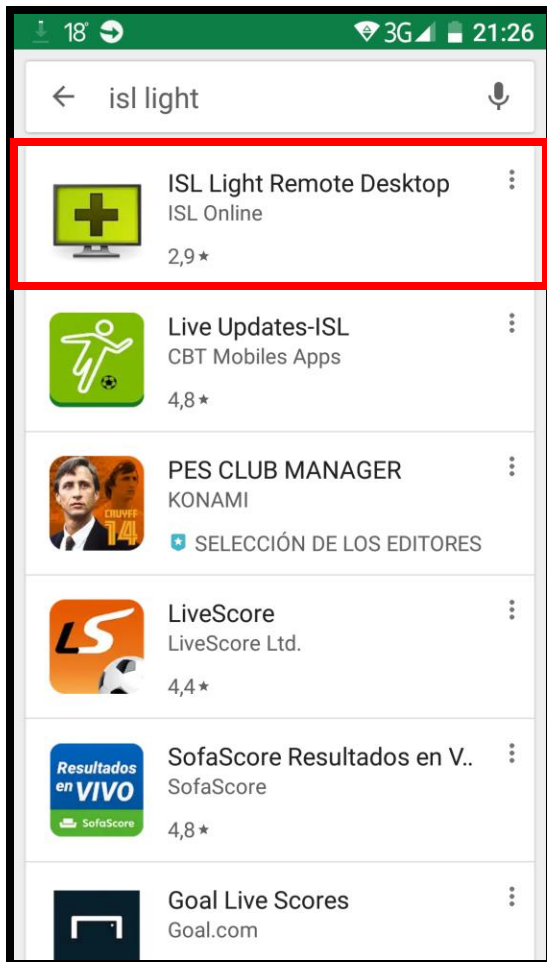 18° 3G 21:26
isl light
ISL Light Remote Desktop
ISL Online
2,9★
Live Updates-ISL
CBT Mobiles Apps
4,8★
CRUYFF
14
PES CLUB MANAGER
KONAMI
SELECCIÓN DE LOS EDITORES
LS
LiveScore
LiveScore Ltd.
4,4★
Resultados
en VIVO
SofaScore
SofaScore Resultados en V..
SofaScore
4,8★
Goal Live Scores
Goal.com